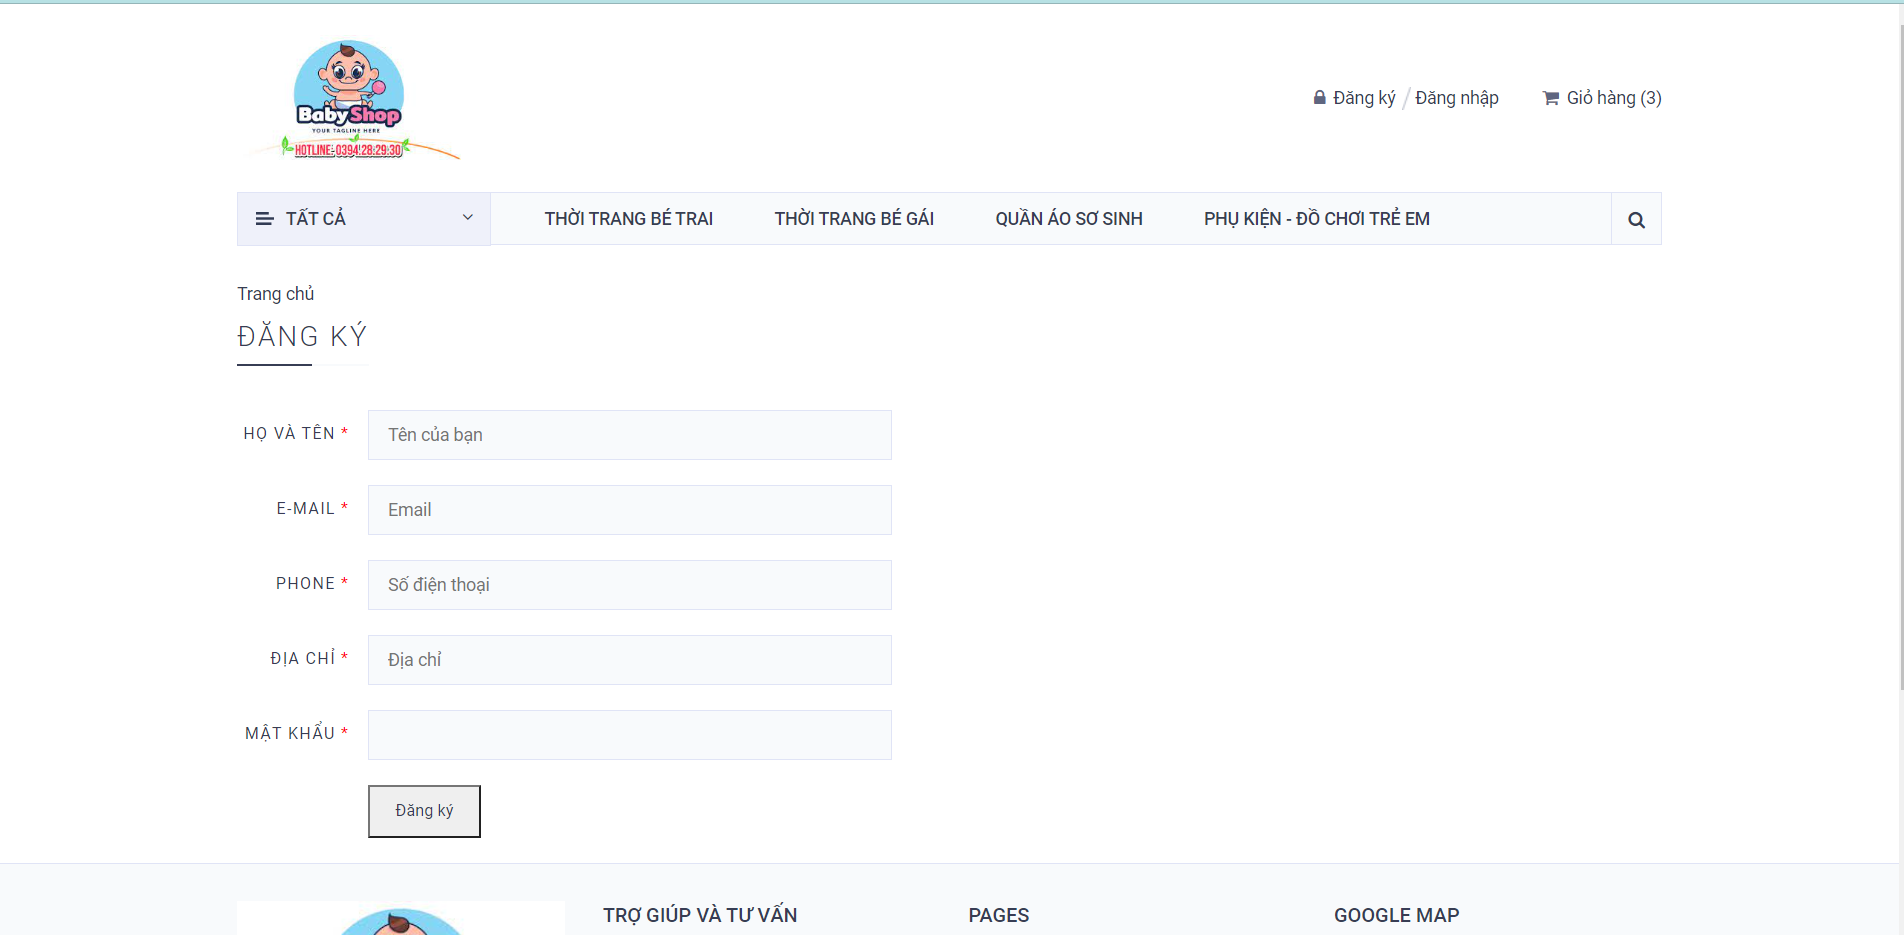 BabyShop
YOUR TAGLINE HERE
HOTLINE: 0394.28.29.30
Đăng ký / Đăng nhập
Giỏ hàng (3)
TẤT CẢ
THỜI TRANG BÉ TRAI
THỜI TRANG BÉ GÁI
QUẦN ÁO SƠ SINH
PHỤ KIỆN - ĐỒ CHƠI TRẺ EM
Trang chủ
ĐĂNG KÝ
HỌ VÀ TÊN *
Tên của bạn
E-MAIL *
Email
PHONE *
Số điện thoại
ĐỊA CHỈ *
Địa chỉ
MẬT KHẨU *
Đăng ký
TRỢ GIÚP VÀ TƯ VẤN
PAGES
GOOGLE MAP